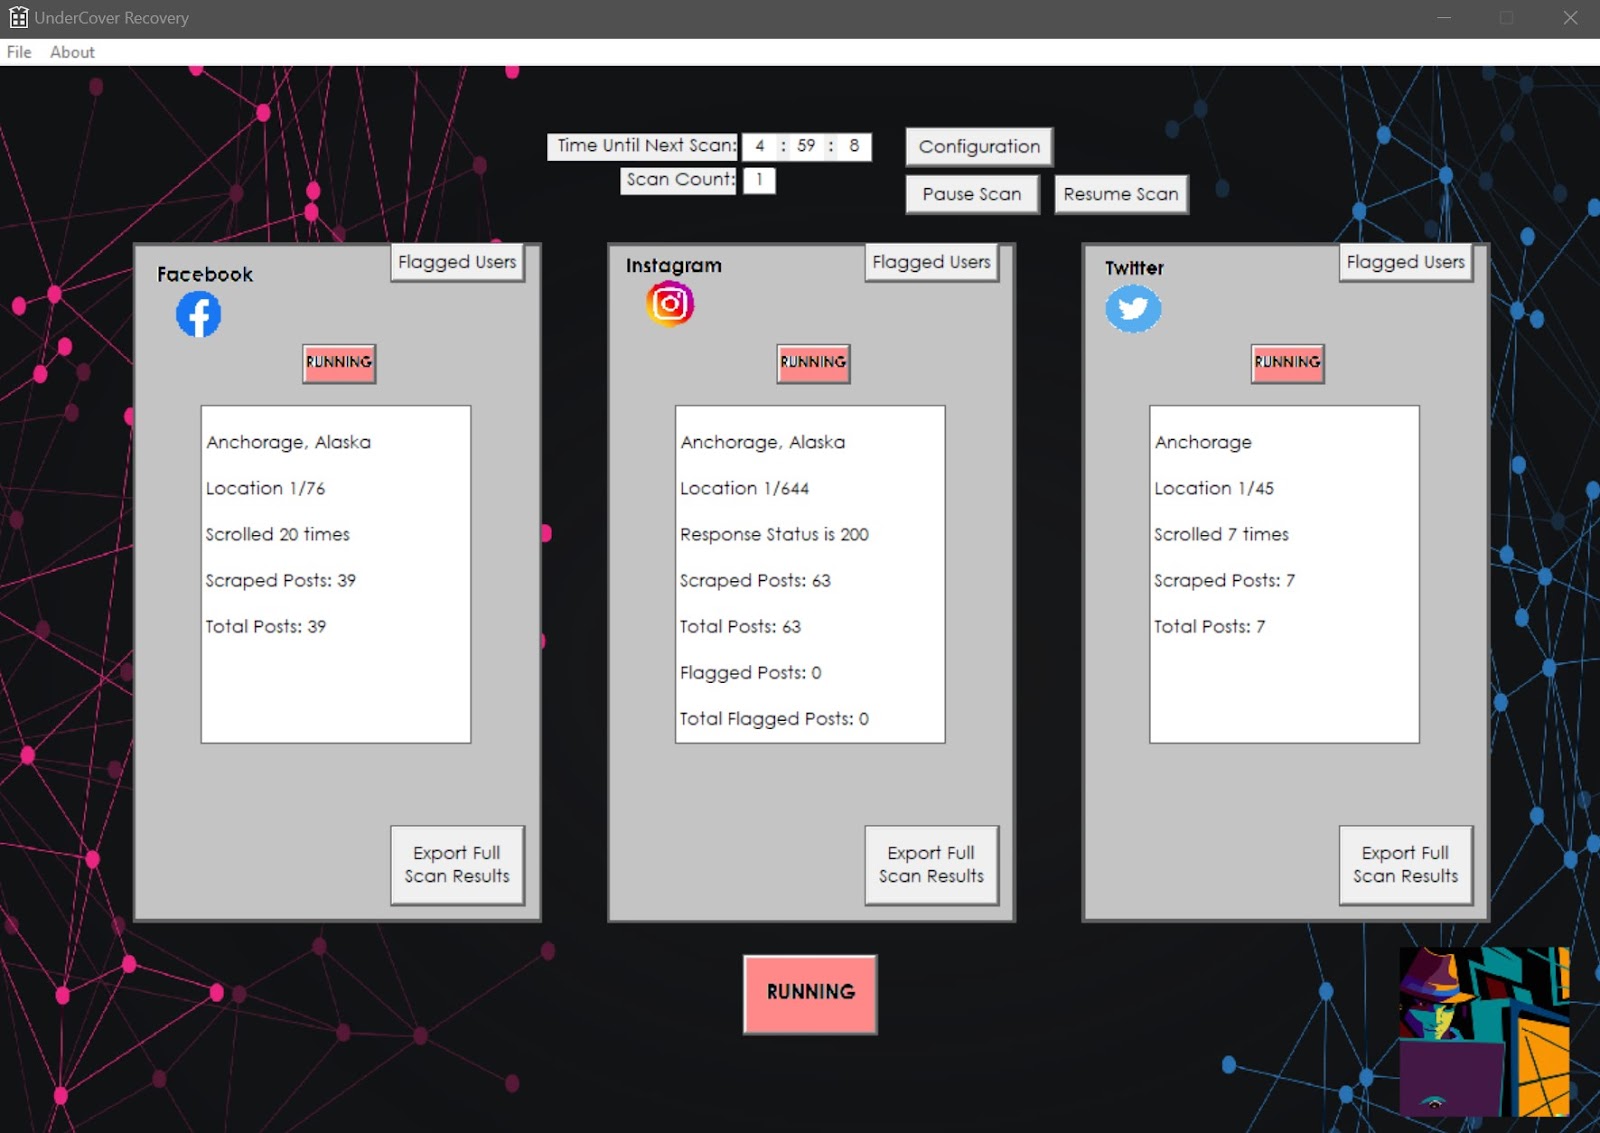 UnderCover Recovery
File About
Time Until Next Scan: 4 : 59 : 8
Scan Count: 1
Configuration
Pause Scan
Resume Scan
Facebook
Flagged Users
RUNNING
Anchorage, Alaska
Location 1/76
Scrolled 20 times
Scraped Posts: 39
Total Posts: 39
Export Full
Scan Results
Instagram
Flagged Users
RUNNING
Anchorage, Alaska
Location 1/644
Response Status is 200
Scraped Posts: 63
Total Posts: 63
Flagged Posts: 0
Total Flagged Posts: 0
Export Full
Scan Results
Twitter
Flagged Users
RUNNING
Anchorage
Location 1/45
Scrolled 7 times
Scraped Posts: 7
Total Posts: 7
Export Full
Scan Results
RUNNING